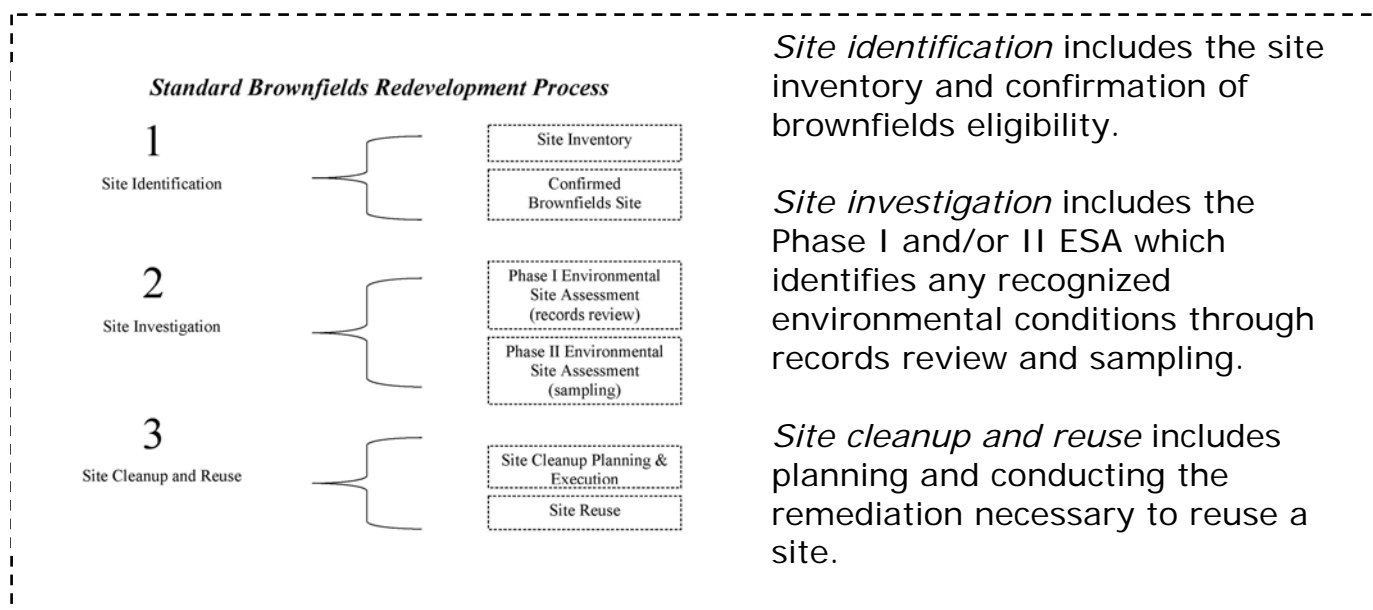 Standard Brownfields Redevelopment Process
1
Site Identification
Site Inventory
Confirmed
Brownfields Site
2
Site Investigation
Phase I Environmental
Site Assessment
(records review)
Phase II Environmental
Site Assessment
(sampling)
3
Site Cleanup and Reuse
Site Cleanup Planning &
Execution
Site Reuse
Site identification includes the site
inventory and confirmation of
brownfields eligibility.
Site investigation includes the
Phase I and/or II ESA which
identifies any recognized
environmental conditions through
records review and sampling.
Site cleanup and reuse includes
planning and conducting the
remediation necessary to reuse a
site.